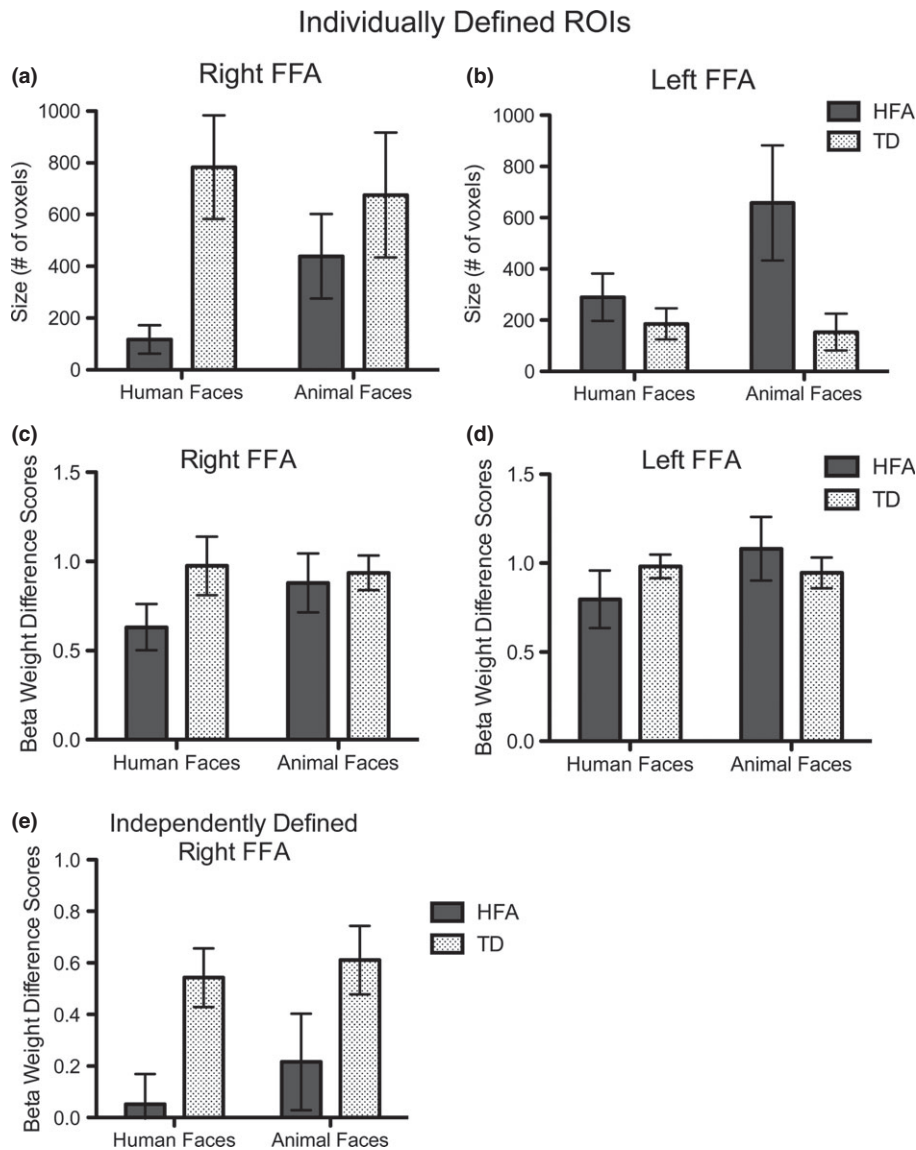 Individually Defined ROIs
(a)
Right FFA
Size (# of voxels)
1000
800
600
400
200
0
Human Faces
Animal Faces
(b)
Left FFA
HFA
TD
Size (# of voxels)
1000
800
600
400
200
0
Human Faces
Animal Faces
(c)
Right FFA
Beta Weight Difference Scores
1.5
1.0
0.5
0.0
Human Faces
Animal Faces
(d)
Left FFA
HFA
TD
Beta Weight Difference Scores
1.5
1.0
0.5
0.0
Human Faces
Animal Faces
(e)
Independently Defined
Right FFA
Beta Weight Difference Scores
1.0
0.8
0.6
0.4
0.2
0.0
Human Faces
Animal Faces
HFA
TD